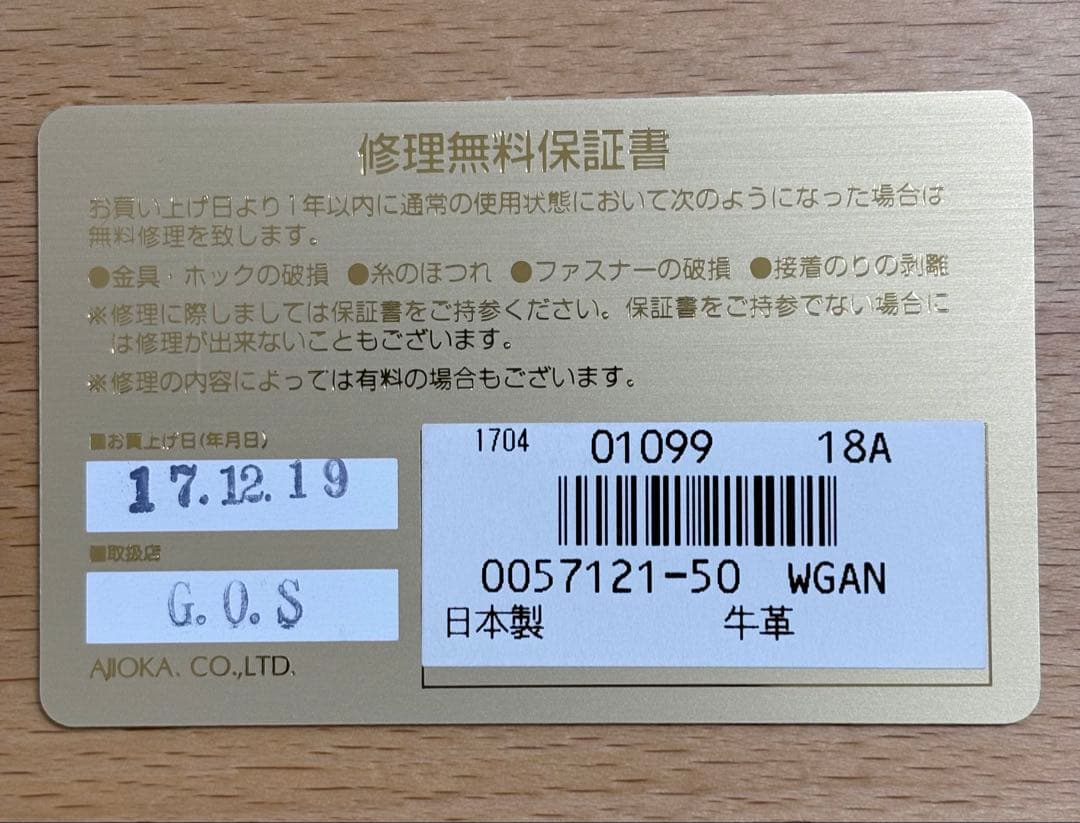 修理無料保証書
お買い上げ日より1年以内に通常の使用状態において次のようになった場合は
無料修理を致します。
●金具・ホックの破損 ●糸のほつれ ●ファスナーの破損 ●接着のりの剥離
※修理に際しましては保証書をご持参ください。保証書をご持参でない場合に
は修理が出来ないこともございます。
※修理の内容によっては有料の場合もございます。
■お買上げ日(年月日)
17.12.19
■取扱店
G.O.S
AJIOKA. CO.,LTD.
1704 01099 18A
0057121-50 WGAN
日本製 牛革